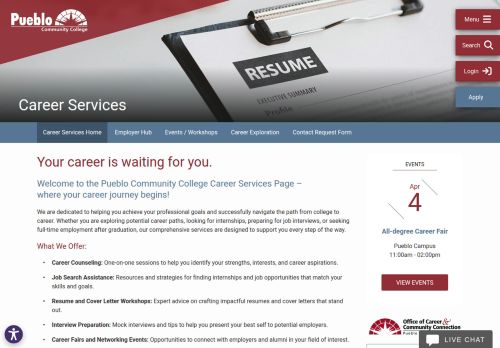 Pueblo
Community College
Menu
Search
Login
Apply
RESUME
EXECUTIVE SUMMARY
Profile
Career Services
Career Services Home
Employer Hub
Events / Workshops
Career Exploration
Contact Request Form
Your career is waiting for you.
Welcome to the Pueblo Community College Career Services Page –
where your career journey begins!
We are dedicated to helping you achieve your professional goals and successfully navigate the path from college to
career. Whether you are exploring potential career paths, looking for internships, preparing for job interviews, or seeking
full-time employment after graduation, our comprehensive services are designed to support you every step of the way.
What We Offer:
• Career Counseling: One-on-one sessions to help you identify your strengths, interests, and career aspirations.
• Job Search Assistance: Resources and strategies for finding internships and job opportunities that match your
skills and goals.
• Resume and Cover Letter Workshops: Expert advice on crafting impactful resumes and cover letters that stand
out.
• Interview Preparation: Mock interviews and tips to help you present your best self to potential employers.
• Career Fairs and Networking Events: Opportunities to connect with employers and alumni in your field of interest.
EVENTS
Apr
4
All-degree Career Fair
Pueblo Campus
11:00am - 02:00pm
VIEW EVENTS
Office of Career &
Community Connection
Pueblo
LIVE CHAT